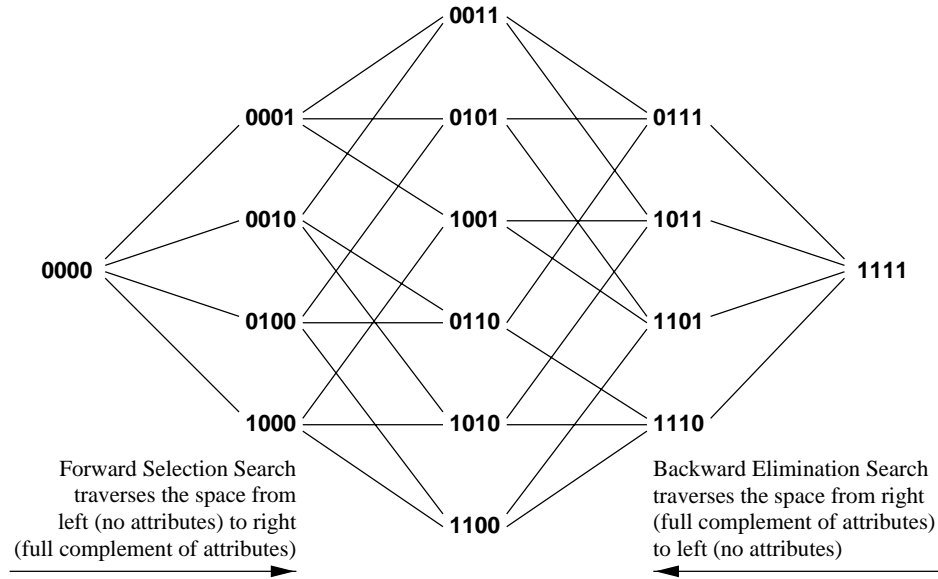 0011
0001
0101
0111
0010
1001
1011
0000
1111
0100
0110
1101
1000
1010
1110
Forward Selection Search
traverses the space from
left (no attributes) to right
(full complement of attributes)
Backward Elimination Search
traverses the space from right
(full complement of attributes)
to left (no attributes)
1100